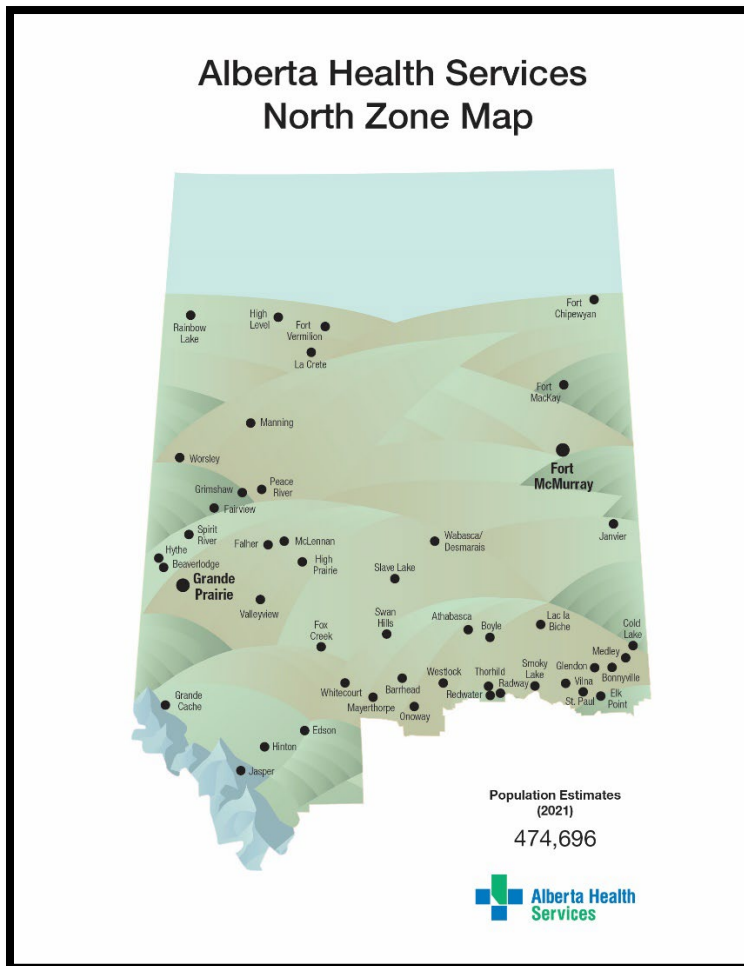 Alberta Health Services
North Zone Map
Rainbow
Lake
High
Level
Fort
Vermilion
La Crete
Fort
Chipewyan
Fort
MacKay
Manning
Fort
McMurray
Worsley
Grimshaw
Peace
River
Fairview
Spirit
River
Hythe
Beaverlodge
Grande
Prairie
Falher
McLennan
High
Prairie
Valleyview
Wabasca/
Desmarais
Janvier
Slave Lake
Swan
Hills
Fox
Creek
Athabasca
Boyle
Lac la
Biche
Cold
Lake
Medley
Glendon
Bonnyville
Whitecourt
Mayerthorpe
Barrhead
Onoway
Westlock
Thorhild
Redwater
Radway
Smoky
Lake
Vilna
St. Paul
Elk
Point
Grande
Cache
Edson
Hinton
Jasper
Population Estimates
(2021)
474,696
Alberta Health
Services